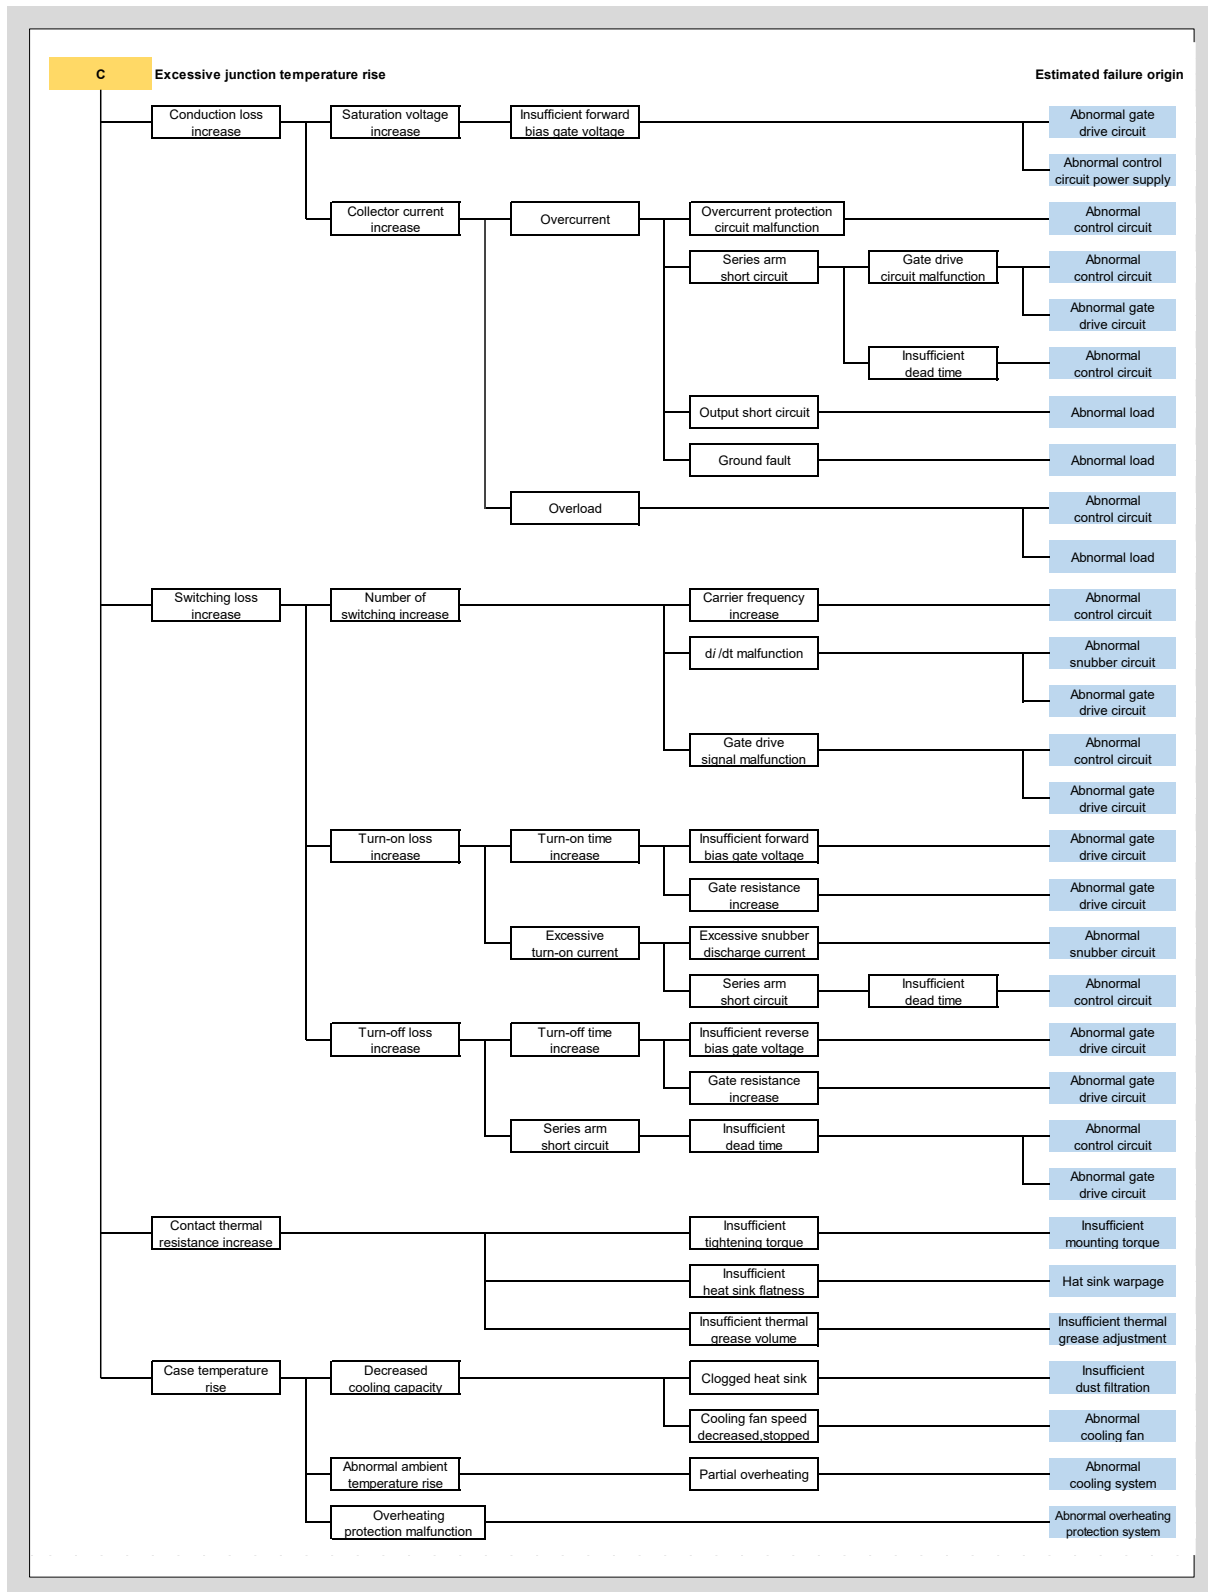 C
Excessive junction temperature rise
Estimated failure origin
Conduction loss
increase
Saturation voltage
increase
Insufficient forward
bias gate voltage
Abnormal gate
drive circuit
Abnormal control
circuit power supply
Collector current
increase
Overcurrent
Overcurrent protection
circuit malfunction
Abnormal
control circuit
Series arm
short circuit
Gate drive
circuit malfunction
Abnormal
control circuit
Abnormal gate
drive circuit
Insufficient
dead time
Abnormal
control circuit
Output short circuit
Abnormal load
Ground fault
Abnormal load
Overload
Abnormal
control circuit
Abnormal load
Switching loss
increase
Number of
switching increase
Carrier frequency
increase
Abnormal
control circuit
di/dt malfunction
Abnormal
snubber circuit
Abnormal gate
drive circuit
Gate drive
signal malfunction
Abnormal
control circuit
Abnormal gate
drive circuit
Turn-on loss
increase
Turn-on time
increase
Insufficient forward
bias gate voltage
Abnormal gate
drive circuit
Gate resistance
increase
Abnormal gate
drive circuit
Excessive
turn-on current
Excessive snubber
discharge current
Abnormal
snubber circuit
Series arm
short circuit
Insufficient
dead time
Abnormal
control circuit
Turn-off loss
increase
Turn-off time
increase
Insufficient reverse
bias gate voltage
Abnormal gate
drive circuit
Gate resistance
increase
Abnormal gate
drive circuit
Series arm
short circuit
Insufficient
dead time
Abnormal
control circuit
Abnormal gate
drive circuit
Contact thermal
resistance increase
Insufficient
tightening torque
Insufficient
mounting torque
Insufficient
heat sink flatness
Hat sink warpage
Insufficient thermal
grease volume
Insufficient thermal
grease adjustment
Case temperature
rise
Decreased
cooling capacity
Clogged heat sink
Insufficient
dust filtration
Cooling fan speed
decreased,stopped
Abnormal
cooling fan
Abnormal ambient
temperature rise
Partial overheating
Abnormal
cooling system
Overheating
protection malfunction
Abnormal overheating
protection system